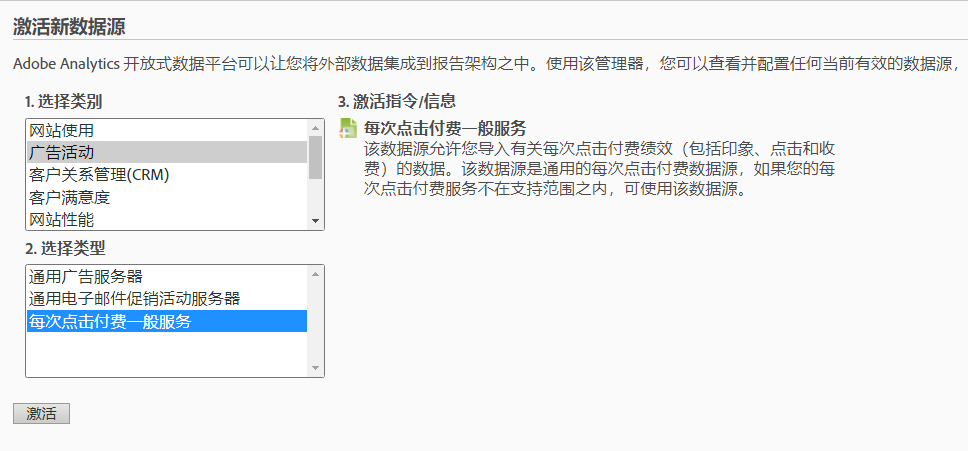 激活新数据源
Adobe Analytics 开放式数据平台可以让您将外部数据集成到报告架构之中。使用该管理器，您可以查看并配置任何当前有效的数据源，
1. 选择类别
网站使用
广告活动
客户关系管理(CRM)
客户满意度
网站性能
2. 选择类型
通用广告服务器
通用电子邮件促销活动服务器
每次点击付费一般服务
激活
3. 激活指令/信息
每次点击付费一般服务
该数据源允许您导入有关每次点击付费绩效（包括印象、点击和收
费）的数据。该数据源是通用的每次点击付费数据源，如果您的每
次点击付费服务不在支持范围之内，可使用该数据源。